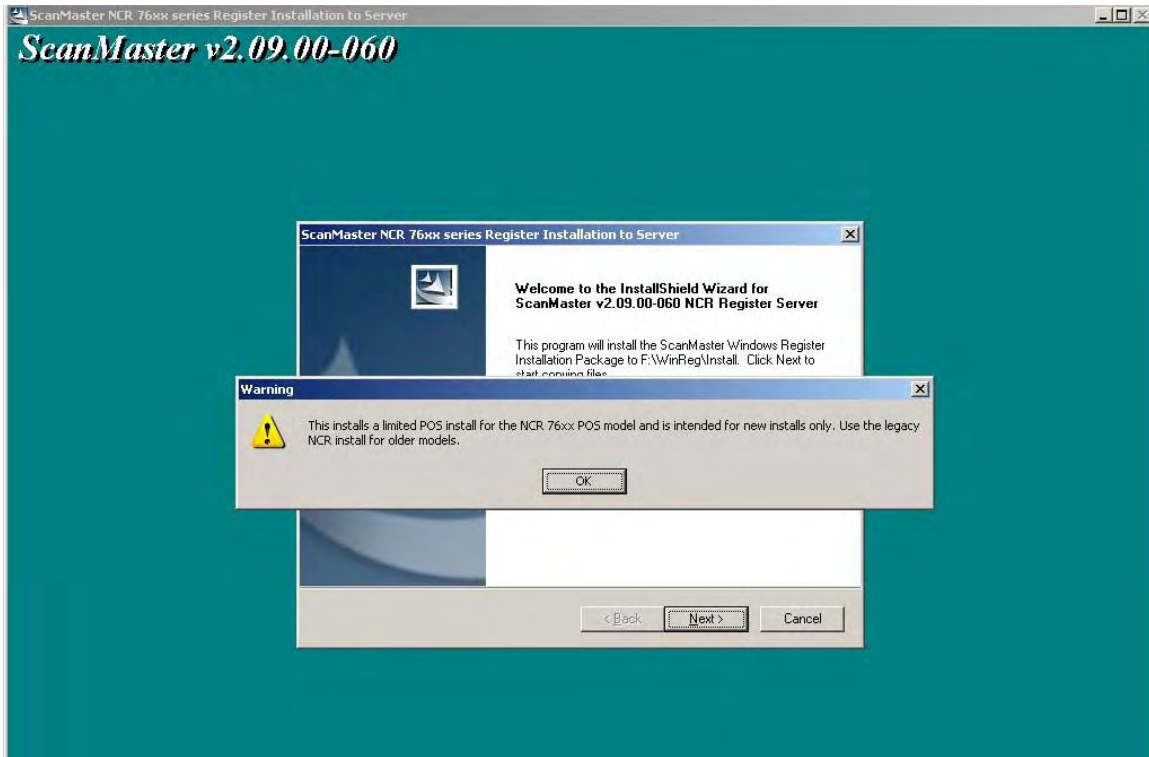 ScanMaster NCR 76xx series Register Installation to Server
ScanMaster v2.09.00-060
ScanMaster NCR 76xx series Register Installation to Server
Welcome to the InstallShield Wizard for
ScanMaster v2.09.00-060 NCR Register Server
This program will install the ScanMaster Windows Register
Installation Package to F:\WinReg\Install. Click Next to
start copying files
Warning
This installs a limited POS install for the NCR 76xx POS model and is intended for new installs only. Use the legacy
NCR install for older models.
OK
< Back
Next >
Cancel